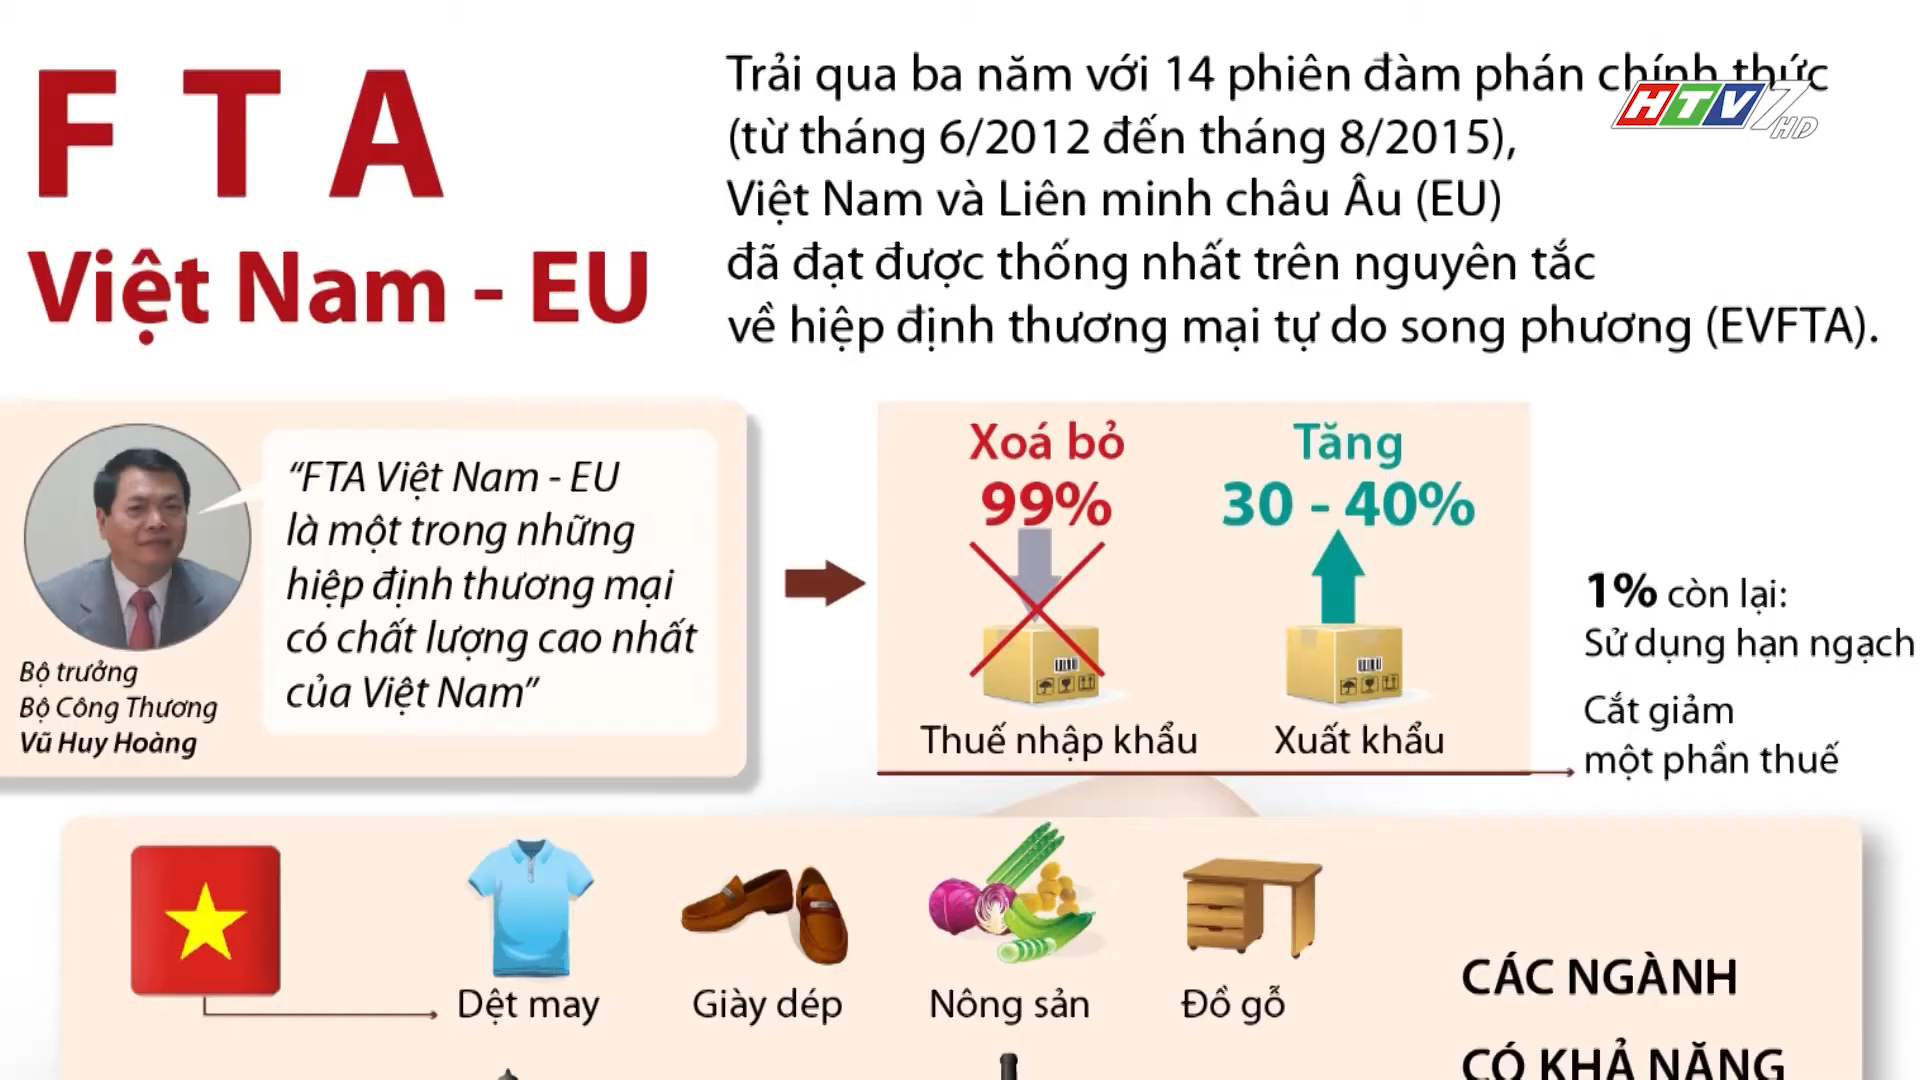 F T A
Việt Nam - EU
Trải qua ba năm với 14 phiên đàm phán chính thức
(từ tháng 6/2012 đến tháng 8/2015),
Việt Nam và Liên minh châu Âu (EU)
đã đạt được thống nhất trên nguyên tắc
về hiệp định thương mại tự do song phương (EVFTA).
HTV7
HD
“FTA Việt Nam - EU
là một trong những
hiệp định thương mại
có chất lượng cao nhất
của Việt Nam”
Bộ trưởng
Bộ Công Thương
Vũ Huy Hoàng
Xoá bỏ
99%
Thuế nhập khẩu
Tăng
30 - 40%
Xuất khẩu
1% còn lại:
Sử dụng hạn ngạch
Cắt giảm
một phần thuế
Dệt may
Giày dép
Nông sản
Đồ gỗ
CÁC NGÀNH
CÓ KHẢ NĂNG